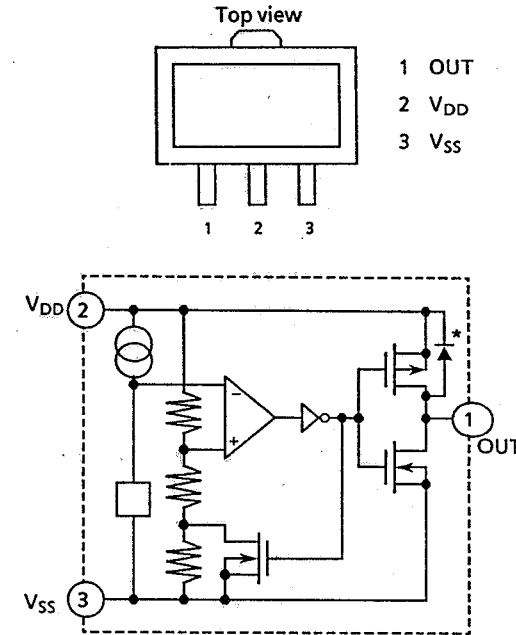 Top view
1 OUT
2 VDD
3 VSS
1 2 3
VDD 2
*
−
+
1
OUT
VSS 3